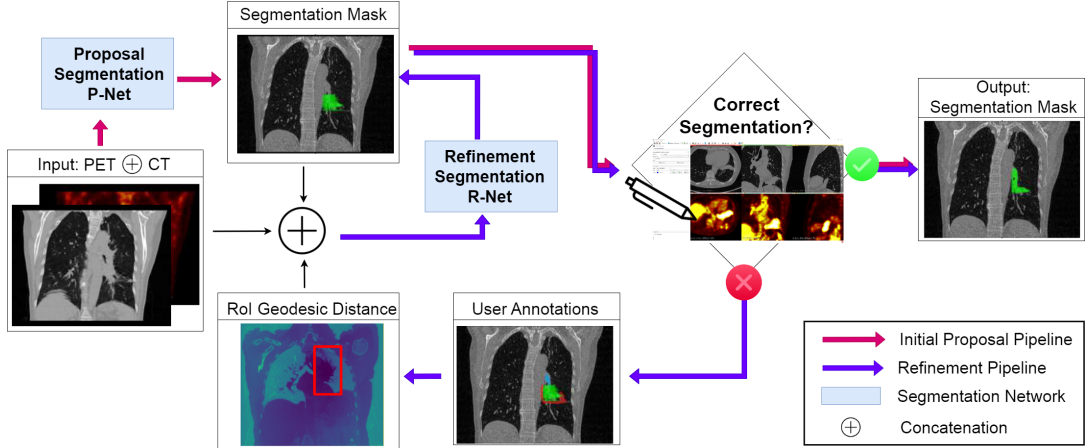 Segmentation Mask
Proposal
Segmentation
P-Net
Input: PET ⊕ CT
Refinement
Segmentation
R-Net
Correct
Segmentation?
Output:
Segmentation Mask
RoI Geodesic Distance
User Annotations
Initial Proposal Pipeline
Refinement Pipeline
Segmentation Network
Concatenation